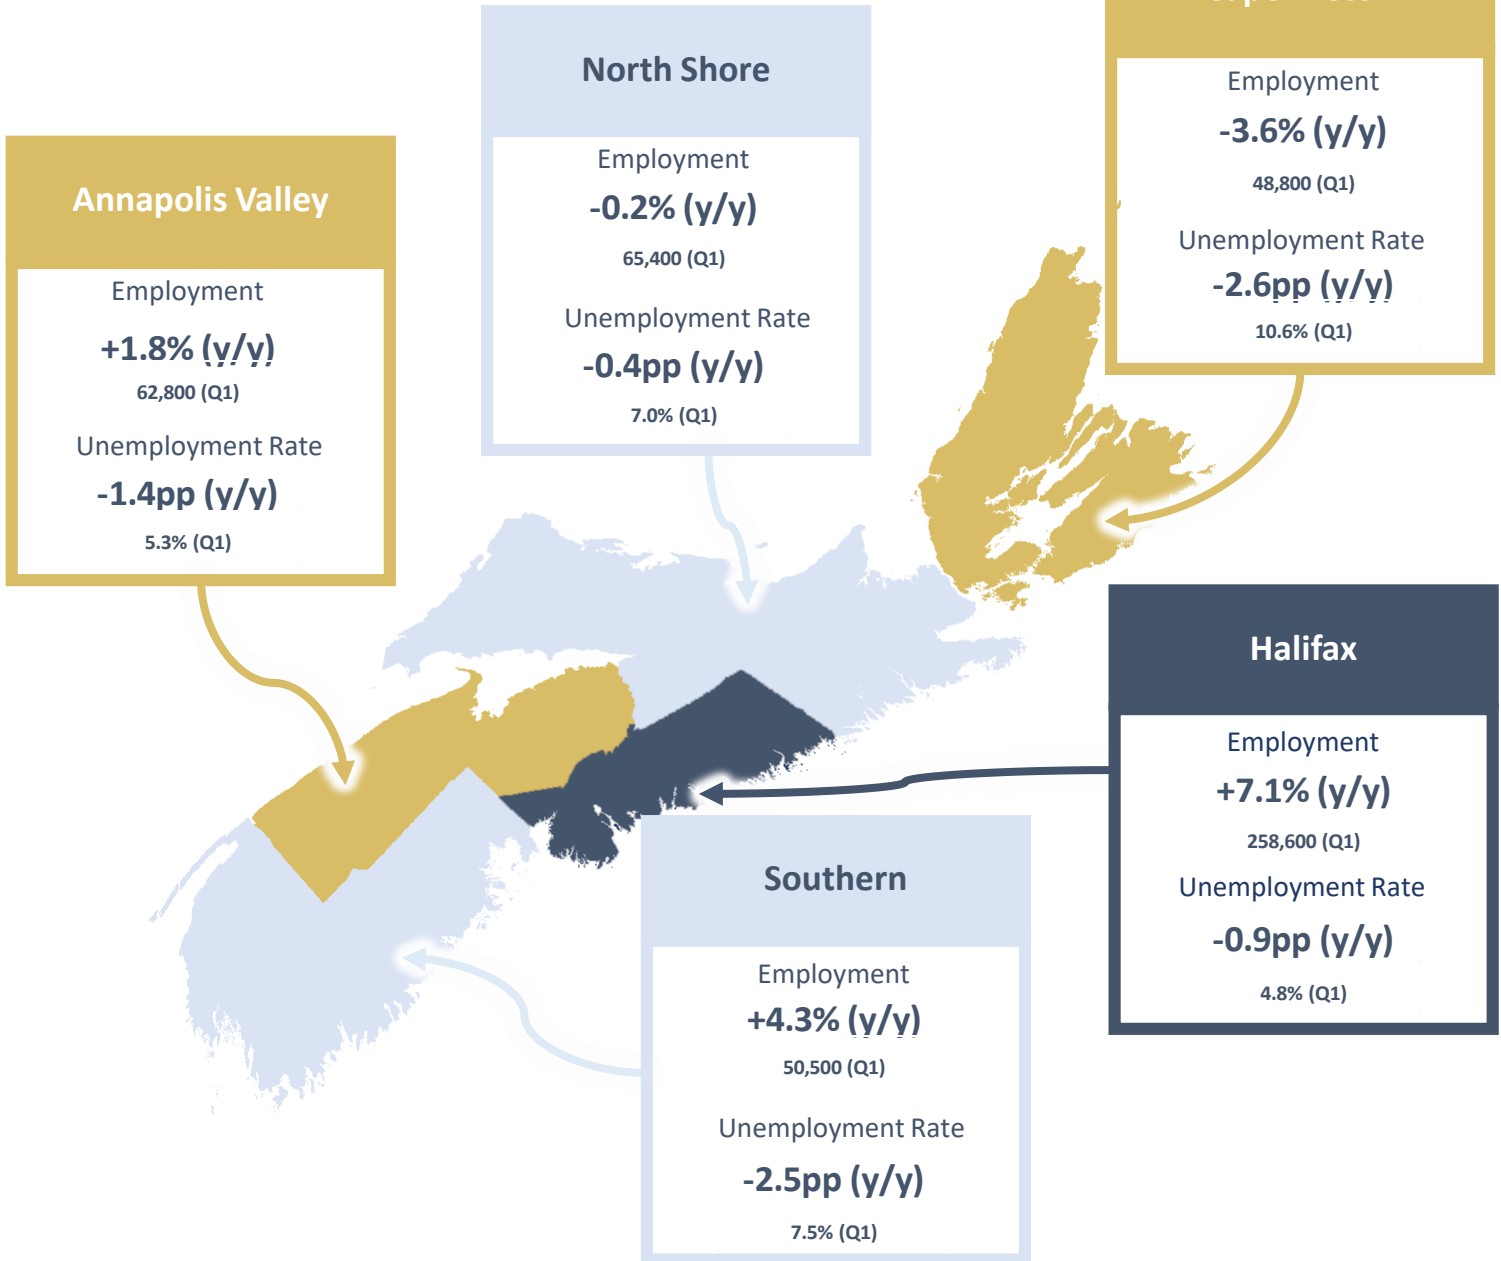 North Shore
Employment
-0.2% (y/y)
65,400 (Q1)
Unemployment Rate
-0.4pp (y/y)
7.0% (Q1)
Employment
-3.6% (y/y)
48,800 (Q1)
Unemployment Rate
-2.6pp (y/y)
10.6% (Q1)
Annapolis Valley
Employment
+1.8% (y/y)
62,800 (Q1)
Unemployment Rate
-1.4pp (y/y)
5.3% (Q1)
Halifax
Employment
+7.1% (y/y)
258,600 (Q1)
Unemployment Rate
-0.9pp (y/y)
4.8% (Q1)
Southern
Employment
+4.3% (y/y)
50,500 (Q1)
Unemployment Rate
-2.5pp (y/y)
7.5% (Q1)